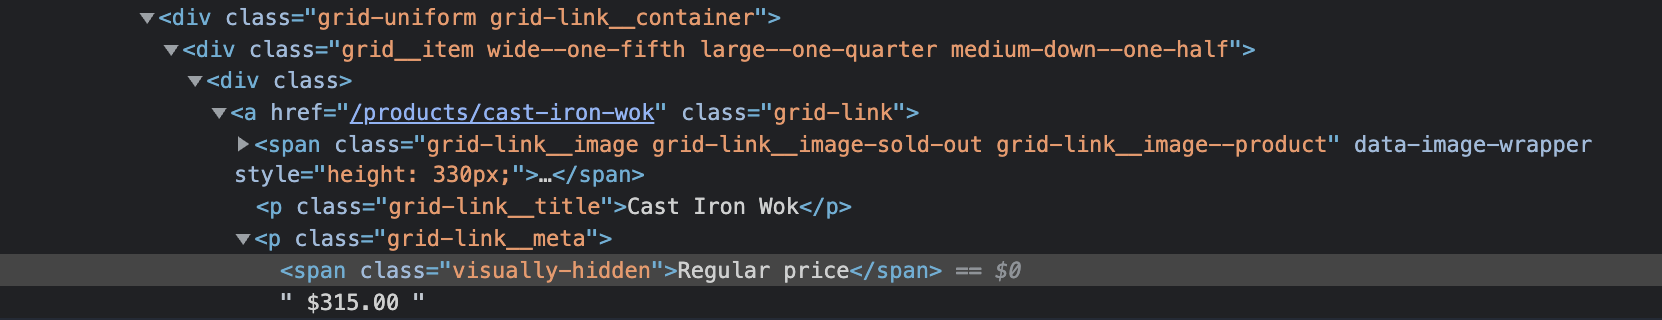 <div class="grid-uniform grid-link__container">
<div class="grid__item wide--one-fifth large--one-quarter medium-down--one-half">
<div class>
<a href="/products/cast-iron-wok" class="grid-link">
<span class="grid-link__image grid-link__image-sold-out grid-link__image--product" data-image-wrapper
style="height: 330px;">…</span>
<p class="grid-link__title">Cast Iron Wok</p>
<p class="grid-link__meta">
<span class="visually-hidden">Regular price</span> == $0
" $315.00 "